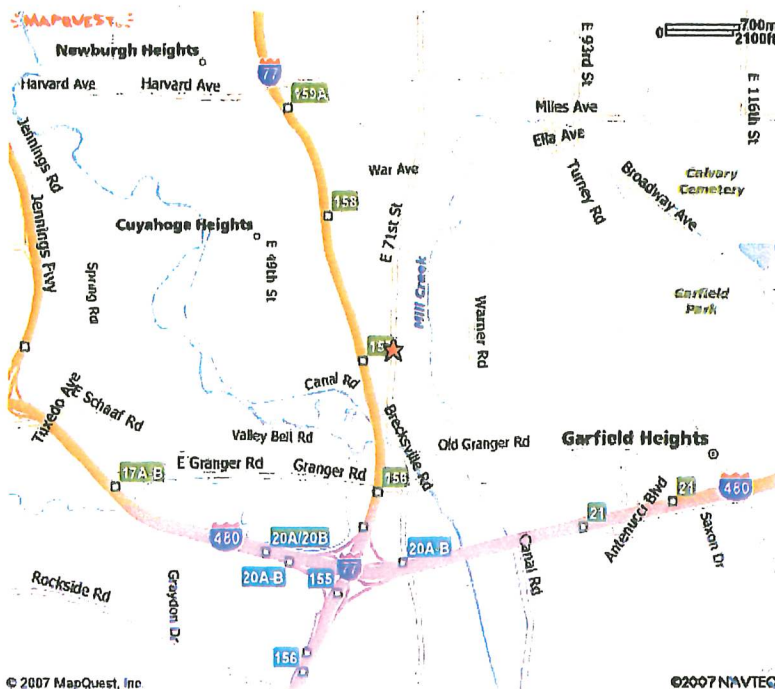 MAPQUEST
700m
0 2100ft
Newburgh Heights
77
E 93rd St
E 116th St
Harvard Ave Harvard Ave
159A
Miles Ave
Ella Ave
Jennings Rd
War Ave
Turney Rd
Broadway Ave
Calvary
Cemetery
158
Cuyahoga Heights
E 71st St
E 49th St
Jennings Fwy
Spring Rd
Mill Creek
Warner Rd
Garfield
Park
Canal Rd
Tuxedo Ave
E Schaaf Rd
Valley Belt Rd
Brecksville Rd
Old Granger Rd
Garfield Heights
E Granger Rd
Granger Rd
17A-B
156
Antenucci Blvd
21
480
21
Saxon Dr
480
20A/20B
20A-B
20A-B
77
155
Canal Rd
Rockside Rd
Graydon Dr
156
© 2007 MapQuest, Inc
©2007 NAVTEQ